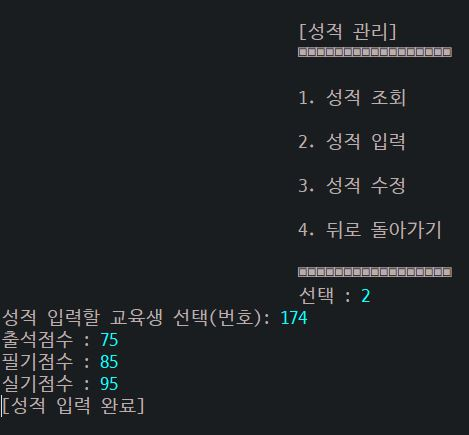 [성적 관리]
▣▣▣▣▣▣▣▣▣▣▣▣▣▣▣▣▣
1. 성적 조회
2. 성적 입력
3. 성적 수정
4. 뒤로 돌아가기
▣▣▣▣▣▣▣▣▣▣▣▣▣▣▣▣▣
선택 : 2
성적 입력할 교육생 선택(번호): 174
출석점수 : 75
필기점수 : 85
실기점수 : 95
[성적 입력 완료]